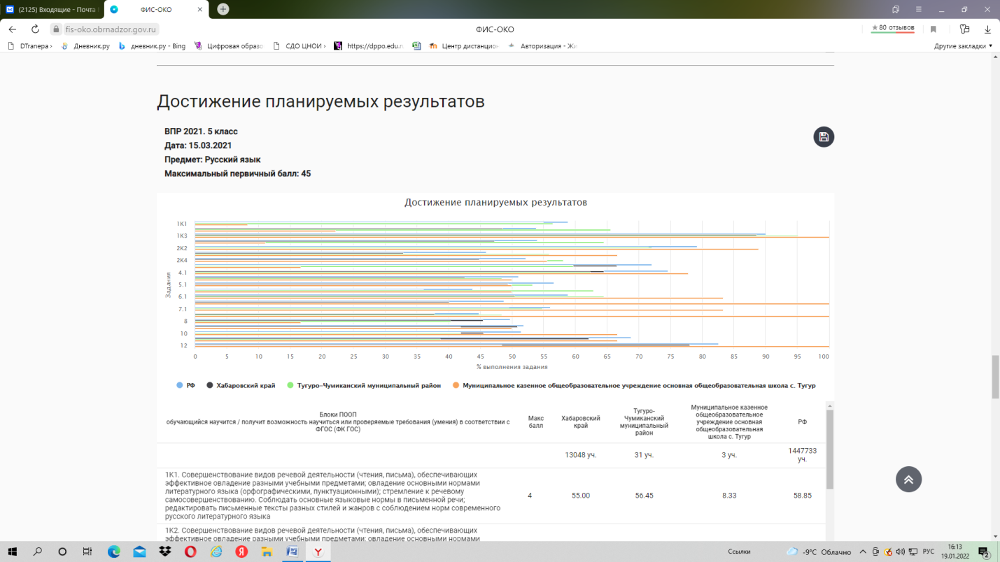 (2125) Входящие - Почта
ФИС-ОКО
fis-oko.obrnadzor.gov.ru
ФИС-ОКО
★ 80 отзывов
DTranepa ›
Дневник.ру
дневник.ру - Bing
Цифровая образо
СДО ЦНОИ ›
https://dppo.edu.ru
Центр дистанцион
Авторизация - Жи
Другие закладки
Достижение планируемых результатов
ВПР 2021. 5 класс
Дата: 15.03.2021
Предмет: Русский язык
Максимальный первичный балл: 45
Достижение планируемых результатов
Задания
1К1
1К3
2К2
2К4
4.1
5.1
6.1
7.1
8
10
12
0 5 10 15 20 25 30 35 40 45 50 55 60 65 70 75 80 85 90 95 100
% выполнения задания
РФ Хабаровский край Тугуро-Чумиканский муниципальный район Муниципальное казенное общеобразовательное учреждение основная общеобразовательная школа с. Тугур
Блоки ПООП
обучающийся научится / получит возможность научиться или проверяемые требования (умения) в соответствии с
ФГОС (ФК ГОС)
Макс
балл
Хабаровский
край
Тугуро-
Чумиканский
муниципальный
район
Муниципальное казенное
общеобразовательное
учреждение основная
общеобразовательная
школа с. Тугур
РФ
13048 уч.
31 уч.
3 уч.
1447733
уч.
1К1. Совершенствование видов речевой деятельности (чтения, письма), обеспечивающих
эффективное овладение разными учебными предметами; овладение основными нормами
литературного языка (орфографическими, пунктуационными); стремление к речевому
самосовершенствованию. Соблюдать основные языковые нормы в письменной речи;
редактировать письменные тексты разных стилей и жанров с соблюдением норм современного
русского литературного языка
4
55.00
56.45
8.33
58.85
1К2. Совершенствование видов речевой деятельности (чтения, письма), обеспечивающих
эффективное овладение разными учебными предметами; овладение основными нормами
Ссылки
-9°C Облачно
РУС
16:13
19.01.2022
2